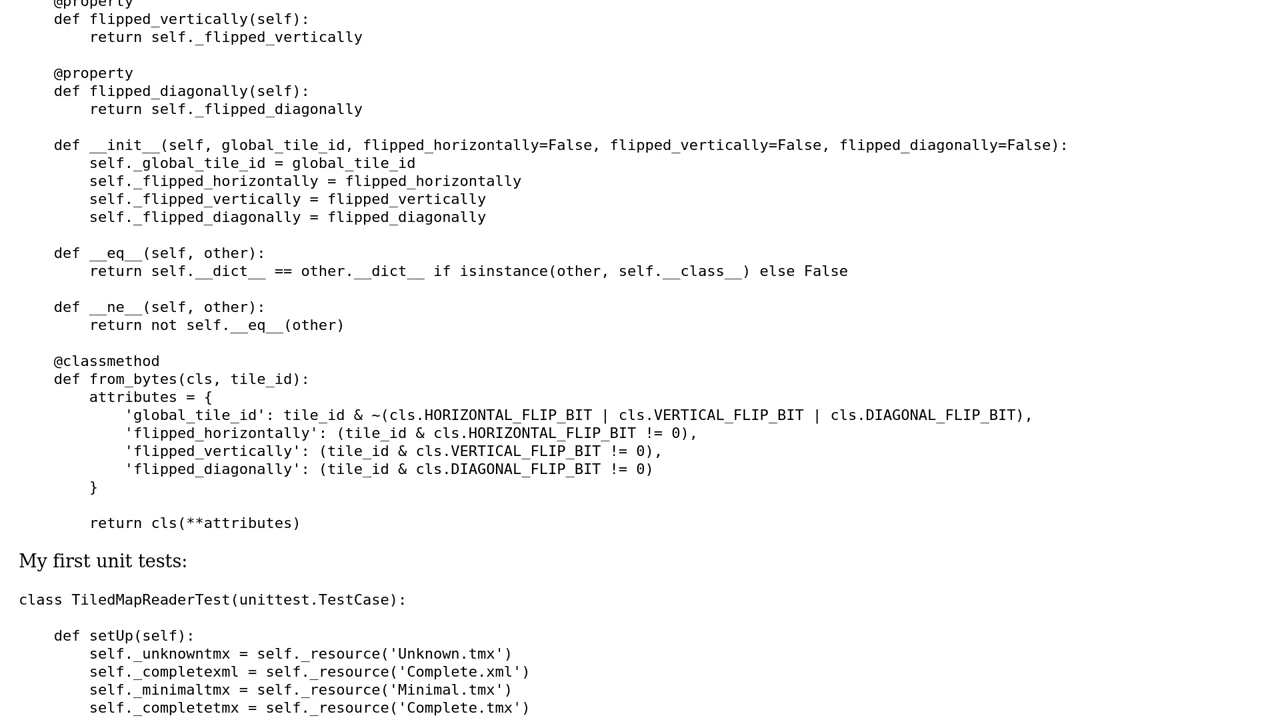 @property
    def flipped_vertically(self):
        return self._flipped_vertically

    @property
    def flipped_diagonally(self):
        return self._flipped_diagonally

    def __init__(self, global_tile_id, flipped_horizontally=False, flipped_vertically=False, flipped_diagonally=False):
        self._global_tile_id = global_tile_id
        self._flipped_horizontally = flipped_horizontally
        self._flipped_vertically = flipped_vertically
        self._flipped_diagonally = flipped_diagonally

    def __eq__(self, other):
        return self.__dict__ == other.__dict__ if isinstance(other, self.__class__) else False

    def __ne__(self, other):
        return not self.__eq__(other)

    @classmethod
    def from_bytes(cls, tile_id):
        attributes = {
            'global_tile_id': tile_id & ~(cls.HORIZONTAL_FLIP_BIT | cls.VERTICAL_FLIP_BIT | cls.DIAGONAL_FLIP_BIT),
            'flipped_horizontally': (tile_id & cls.HORIZONTAL_FLIP_BIT != 0),
            'flipped_vertically': (tile_id & cls.VERTICAL_FLIP_BIT != 0),
            'flipped_diagonally': (tile_id & cls.DIAGONAL_FLIP_BIT != 0)
        }

        return cls(**attributes)

My first unit tests:

class TiledMapReaderTest(unittest.TestCase):

    def setUp(self):
        self._unknowntmx = self._resource('Unknown.tmx')
        self._completexml = self._resource('Complete.xml')
        self._minimaltmx = self._resource('Minimal.tmx')
        self._completetmx = self._resource('Complete.tmx')